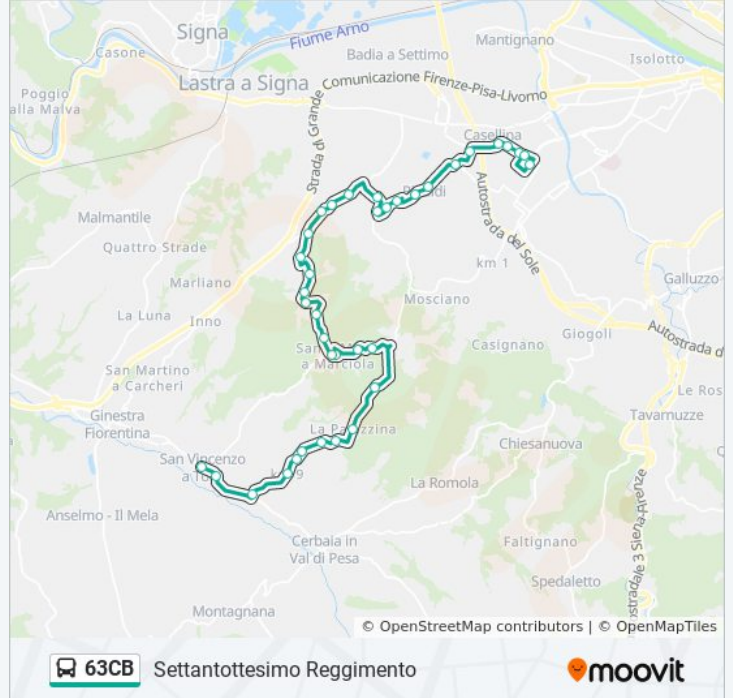 Signa
Fiume Arno
Mantignano
Casone
Badia a Settimo
Isolotto
Lastra a Signa
Comunicazione Firenze-Pisa-Livorno
Poggio
alla Malva
Strada di Grande
Casellina
Autostrada del Sole
Malmantile
Quattro Strade
km 1
Galluzzo
Marliano
Mosciano
La Luna
Inno
Giogoli
Autostrada d
Casignano
San
a Marciola
San Martino
a Carcheri
Le Ros
Ginestra
Fiorentina
Tavarnuzze
Chiesanuova
San Vincenzo
a To
La Romola
Anselmo - Il Mela
Cerbaia in
Val di Pesa
Faltignano
Spedaletto
Montagnana
© OpenStreetMap contributors | © OpenMapTiles
63CB Settantottesimo Reggimento
moovit